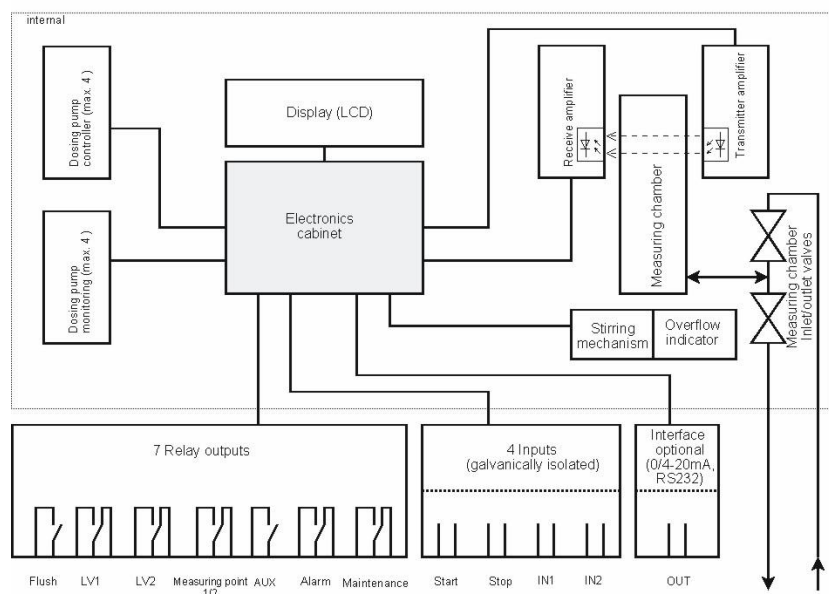 internal
Dosing pump
controller (max. 4 )
Display (LCD)
Receive amplifier
Transmitter amplifier
Measuring chamber
Electronics
cabinet
Dosing pump
monitoring (max. 4 )
Measuring chamber
Inlet/outlet valves
Stirring
mechanism
Overflow
indicator
7 Relay outputs
4 Inputs
(galvanically isolated)
Interface
optional
(0/4-20mA,
RS232)
Flush
LV1
LV2
Measuring point
1/2
AUX
Alarm
Maintenance
Start
Stop
IN1
IN2
OUT